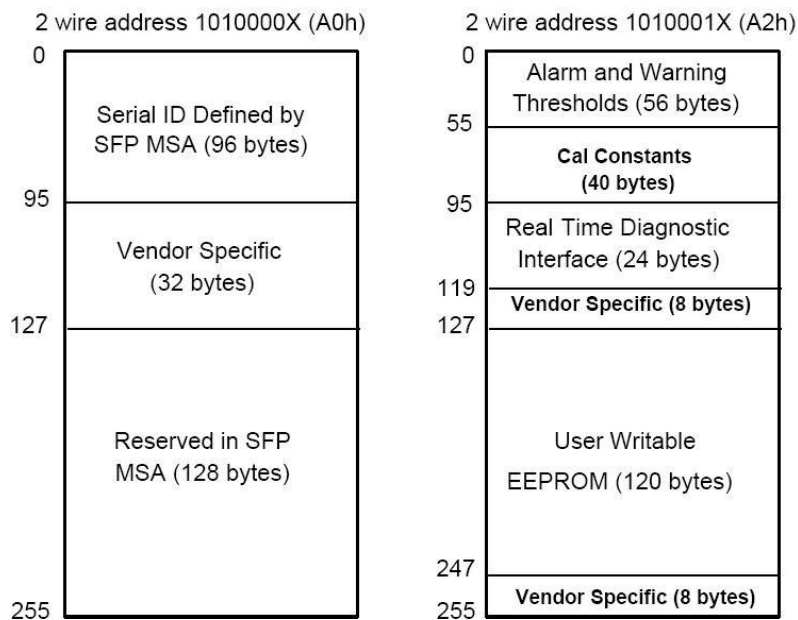 2 wire address 1010000X (A0h)
0
Serial ID Defined by
SFP MSA (96 bytes)
95
Vendor Specific
(32 bytes)
127
Reserved in SFP
MSA (128 bytes)
255
2 wire address 1010001X (A2h)
0
Alarm and Warning
Thresholds (56 bytes)
55
Cal Constants
(40 bytes)
95
Real Time Diagnostic
Interface (24 bytes)
119
Vendor Specific (8 bytes)
127
User Writable
EEPROM (120 bytes)
247
Vendor Specific (8 bytes)
255